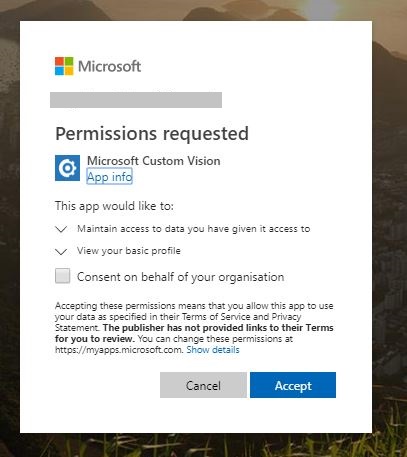 Microsoft
Permissions requested
Microsoft Custom Vision
App info
This app would like to:
Maintain access to data you have given it access to
View your basic profile
Consent on behalf of your organisation
Accepting these permissions means that you allow this app to use
your data as specified in their Terms of Service and Privacy
Statement. The publisher has not provided links to their Terms
for you to review. You can change these permissions at
https://myapps.microsoft.com. Show details
Cancel
Accept